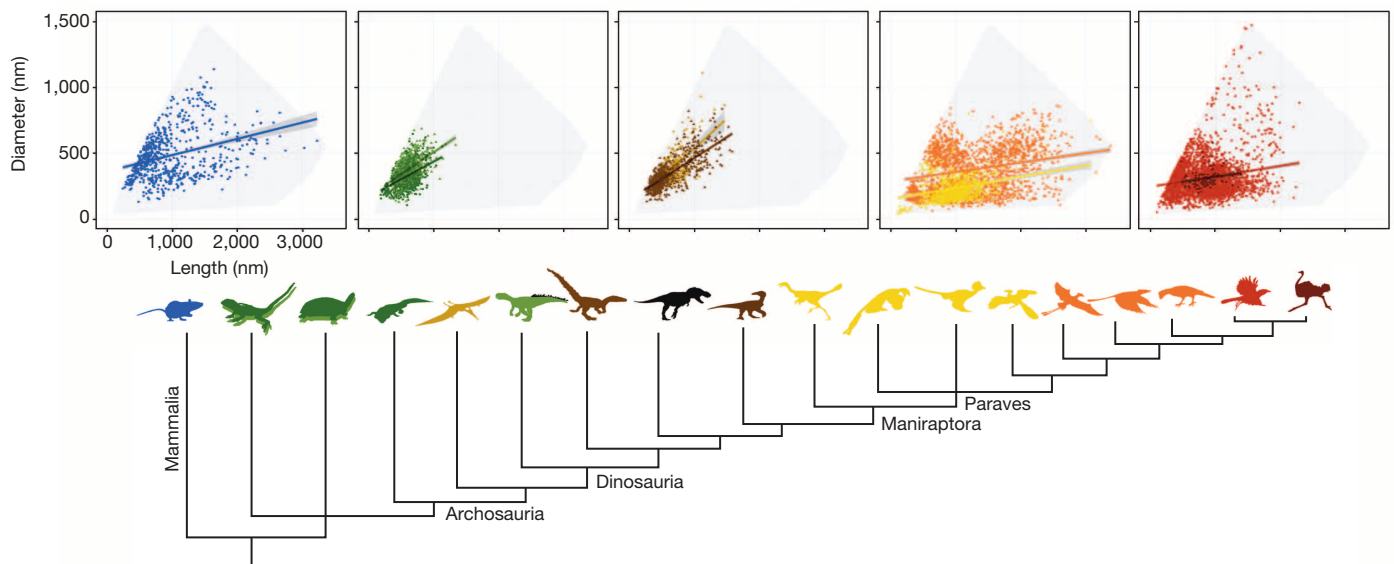 1,500
1,000
500
0
Diameter (nm)
0 1,000 2,000 3,000
Length (nm)
Mammalia
Paraves
Maniraptora
Dinosauria
Archosauria